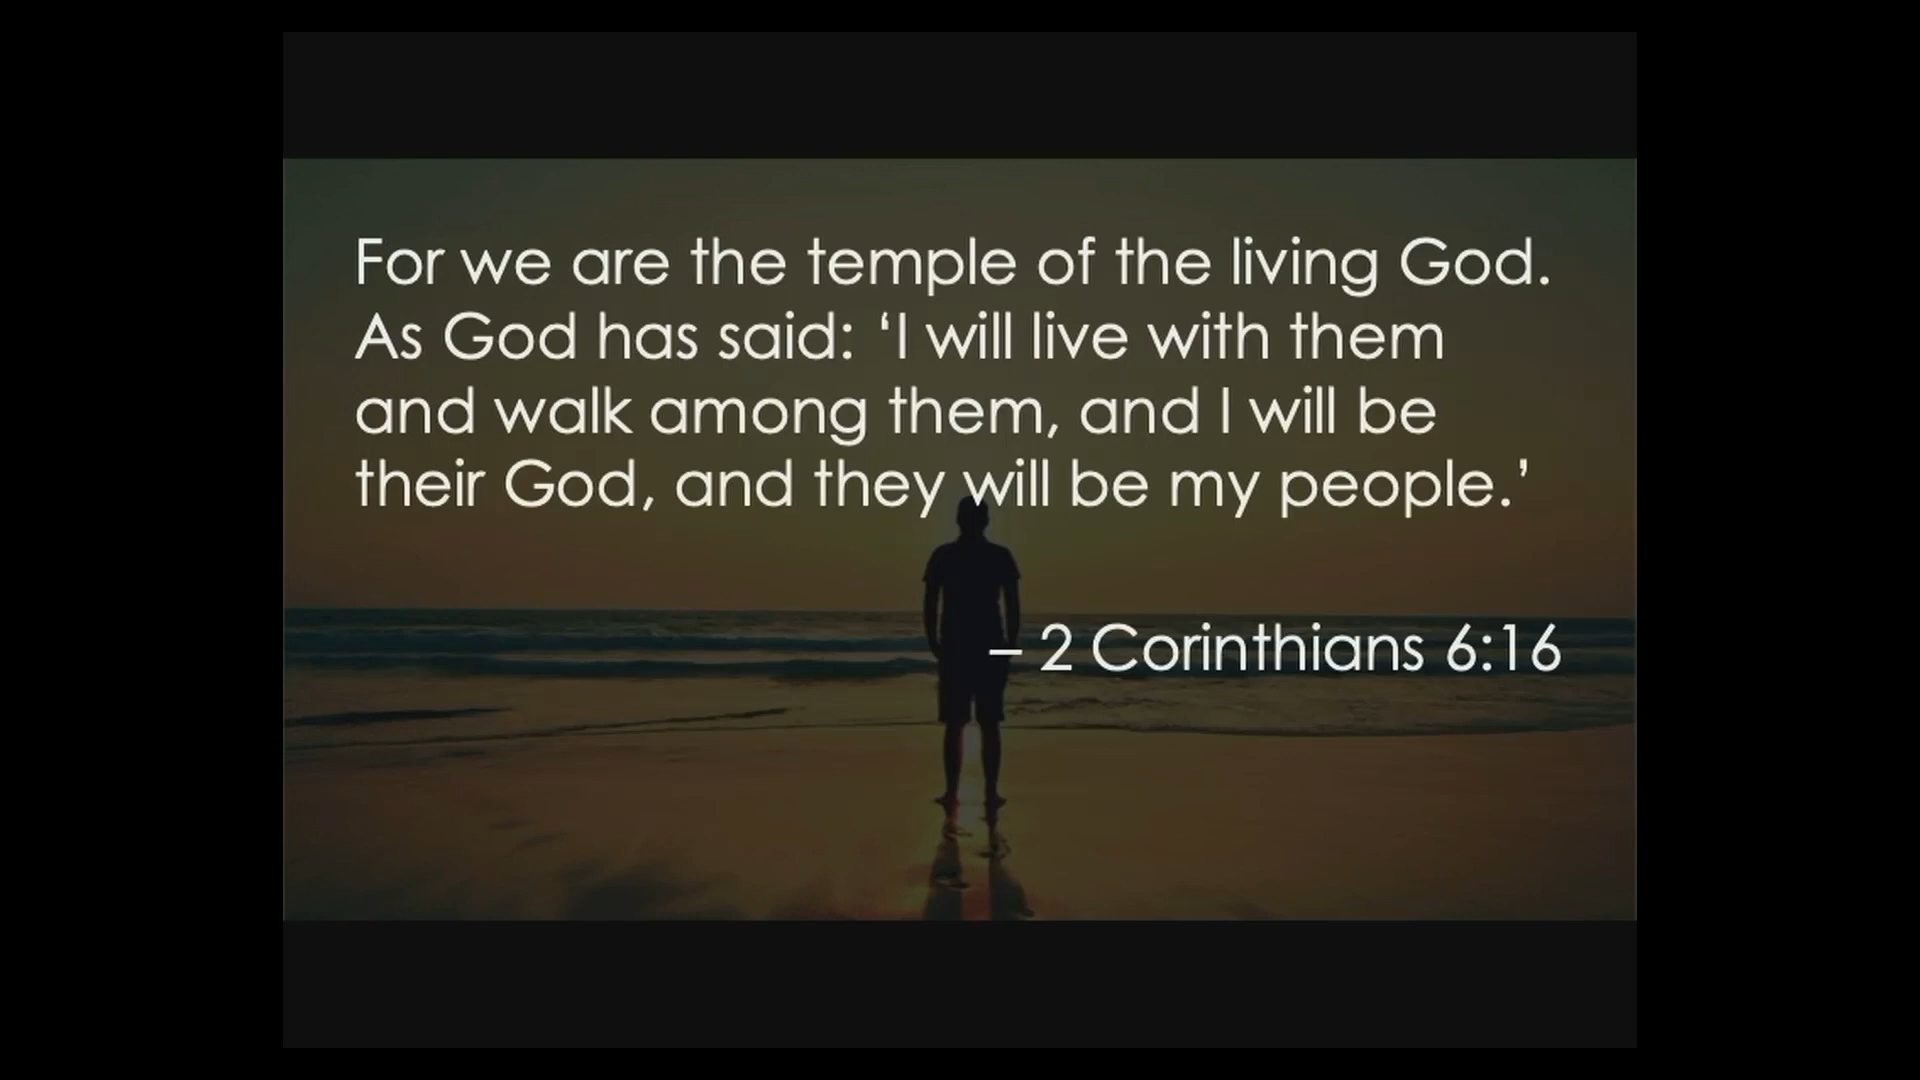 For we are the temple of the living God.
As God has said: ‘I will live with them
and walk among them, and I will be
their God, and they will be my people.’
– 2 Corinthians 6:16